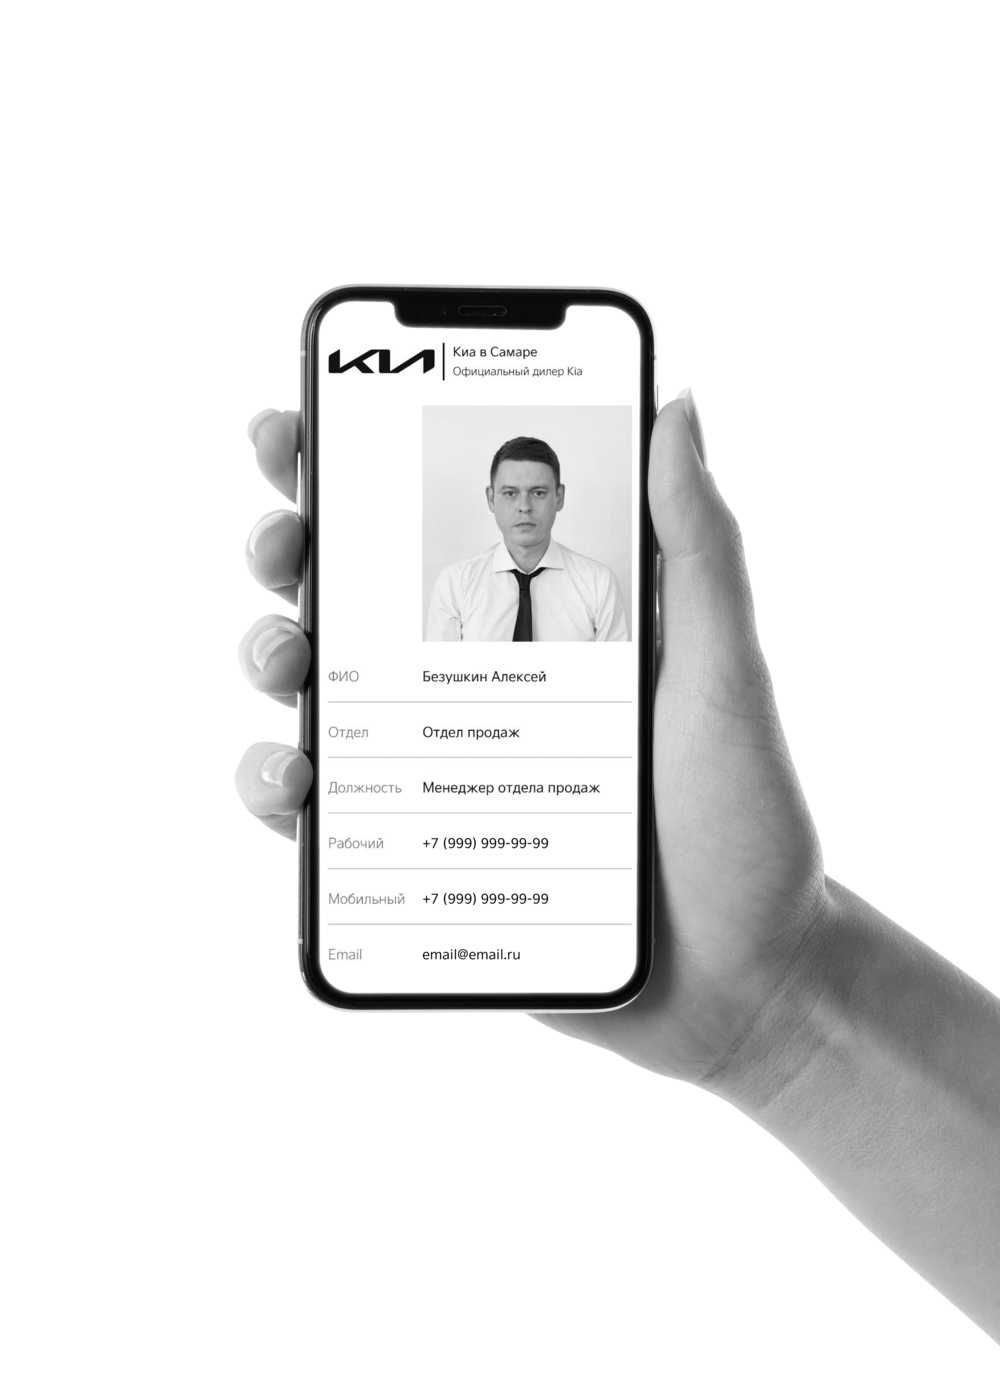 KIA
Киа в Самаре
Официальный дилер Kia
ФИО Безушкин Алексей
Отдел Отдел продаж
Должность Менеджер отдела продаж
Рабочий +7 (999) 999-99-99
Мобильный +7 (999) 999-99-99
Email email@email.ru